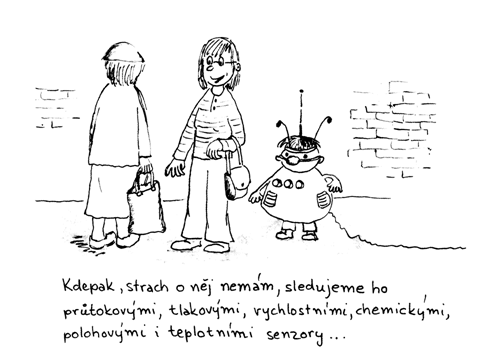 Kdepak, strach o něj nemám, sledujeme ho
průtokovými, tlakovými, rychlostními, chemickými,
polohovými i teplotními senzory...